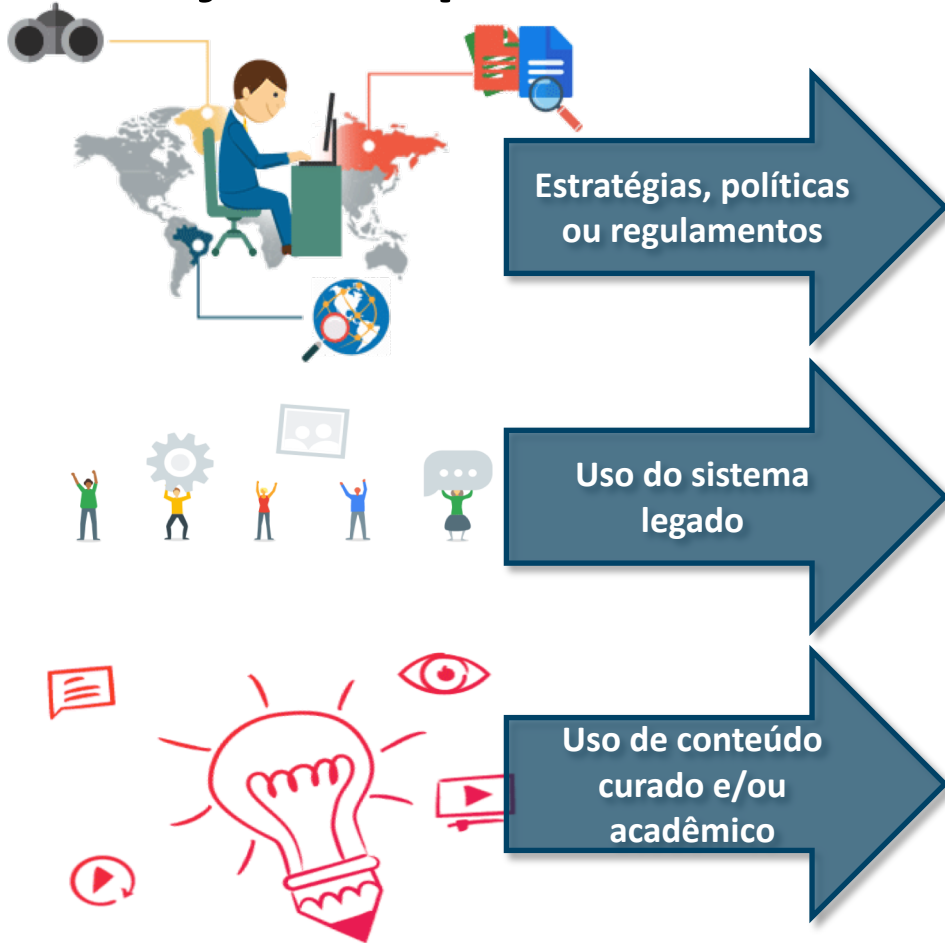 Estratégias, políticas
ou regulamentos
Uso do sistema
legado
Uso de conteúdo
curado e/ou
acadêmico